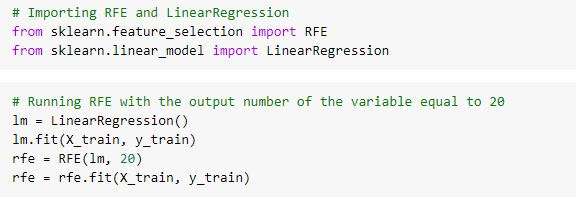 # Importing RFE and LinearRegression
from sklearn.feature_selection import RFE
from sklearn.linear_model import LinearRegression
# Running RFE with the output number of the variable equal to 20
lm = LinearRegression()
lm.fit(X_train, y_train)
rfe = RFE(lm, 20)
rfe = rfe.fit(X_train, y_train)